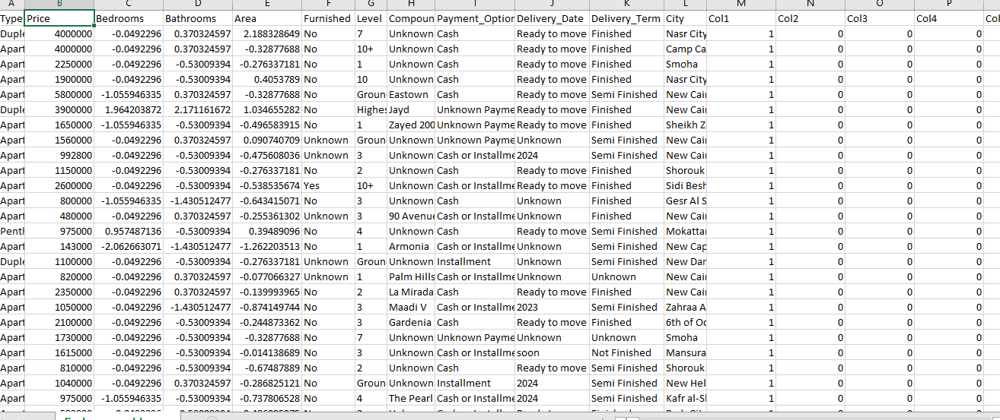 A B C D E F G H I J K L M N O P
Type Price Bedrooms Bathrooms Area Furnished Level Compoun Payment_Option Delivery_Date Delivery_Term City Col1 Col2 Col3 Col4 Col
Duple 4000000 -0.0492296 0.370324597 2.188328649 No 7 Unknown Cash Ready to move Finished Nasr City 1 0 0 0
Apart 4000000 -0.0492296 0.370324597 -0.32877688 No 10+ Unknown Cash Ready to move Finished Camp Ca 1 0 0 0
Apart 2250000 -0.0492296 -0.53009394 -0.276337181 No 1 Unknown Cash Ready to move Finished Smoha 1 0 0 0
Apart 1900000 -0.0492296 -0.53009394 0.4053789 No 10 Unknown Cash Ready to move Finished Nasr City 1 0 0 0
Apart 5800000 -1.055946335 0.370324597 -0.32877688 No Groun Eastown Cash Ready to move Semi Finished New Cai 1 0 0 0
Duple 3900000 1.964203872 2.171161672 1.034655282 No Highes Jayd Unknown Payme Ready to move Finished New Cai 1 0 0 0
Apart 1650000 -1.055946335 -0.53009394 -0.496583915 No 1 Zayed 200 Unknown Payme Ready to move Finished Sheikh Z 1 0 0 0
Apart 1560000 -0.0492296 0.370324597 0.090740709 Unknown Groun Unknown Unknown Payme Unknown Semi Finished New Cai 1 0 0 0
Apart 992800 -0.0492296 -0.53009394 -0.475608036 Unknown 3 Unknown Cash or Installme 2024 Semi Finished New Cai 1 0 0 0
Apart 1150000 -0.0492296 -0.53009394 -0.276337181 No 2 Unknown Cash Ready to move Finished Shorouk 1 0 0 0
Apart 2600000 -0.0492296 -0.53009394 -0.538535674 Yes 10+ Unknown Cash or Installme Ready to move Finished Sidi Besh 1 0 0 0
Apart 800000 -1.055946335 -1.430512477 -0.643415071 No 3 Unknown Cash Unknown Finished Gesr Al S 1 0 0 0
Apart 480000 -0.0492296 0.370324597 -0.255361302 Unknown 3 90 Avenue Cash Unknown Finished New Cai 1 0 0 0
Penth 975000 0.957487136 -0.53009394 0.39489096 No 4 Unknown Cash Ready to move Semi Finished Mokattar 1 0 0 0
Apart 143000 -2.062663071 -1.430512477 -1.262203513 No 1 Armonia Cash or Installme Unknown Semi Finished New Cap 1 0 0 0
Duple 1100000 -0.0492296 -0.53009394 -0.276337181 Unknown Groun Unknown Installment Unknown Semi Finished New Dar 1 0 0 0
Apart 820000 -0.0492296 0.370324597 -0.077066327 Unknown 1 Palm Hills Cash or Installme Unknown Unknown New Cai 1 0 0 0
Apart 2350000 -0.0492296 0.370324597 -0.139993965 No 2 La Mirada Cash Ready to move Finished New Cai 1 0 0 0
Apart 1050000 -0.0492296 -1.430512477 -0.874149744 No 3 Maadi V Cash or Installme 2023 Semi Finished Zahraa A 1 0 0 0
Apart 2100000 -0.0492296 -0.53009394 -0.244873362 No 3 Gardenia Cash Ready to move Finished 6th of Oc 1 0 0 0
Apart 1730000 -0.0492296 -0.53009394 -0.32877688 No 7 Unknown Unknown Payme Unknown Unknown Smoha 1 0 0 0
Apart 1615000 -0.0492296 -0.53009394 -0.014138689 No 3 Unknown Cash or Installme soon Not Finished Mansura 1 0 0 0
Apart 810000 -0.0492296 -0.53009394 -0.67487889 No 2 Unknown Cash Ready to move Semi Finished Shorouk 1 0 0 0
Apart 1040000 -0.0492296 0.370324597 -0.286825121 No Groun Unknown Installment 2024 Semi Finished New Hel 1 0 0 0
Apart 975000 -1.055946335 -0.53009394 -0.737806528 No 4 The Pearl Cash or Installme 2024 Semi Finished Kafr al-Sl 1 0 0 0